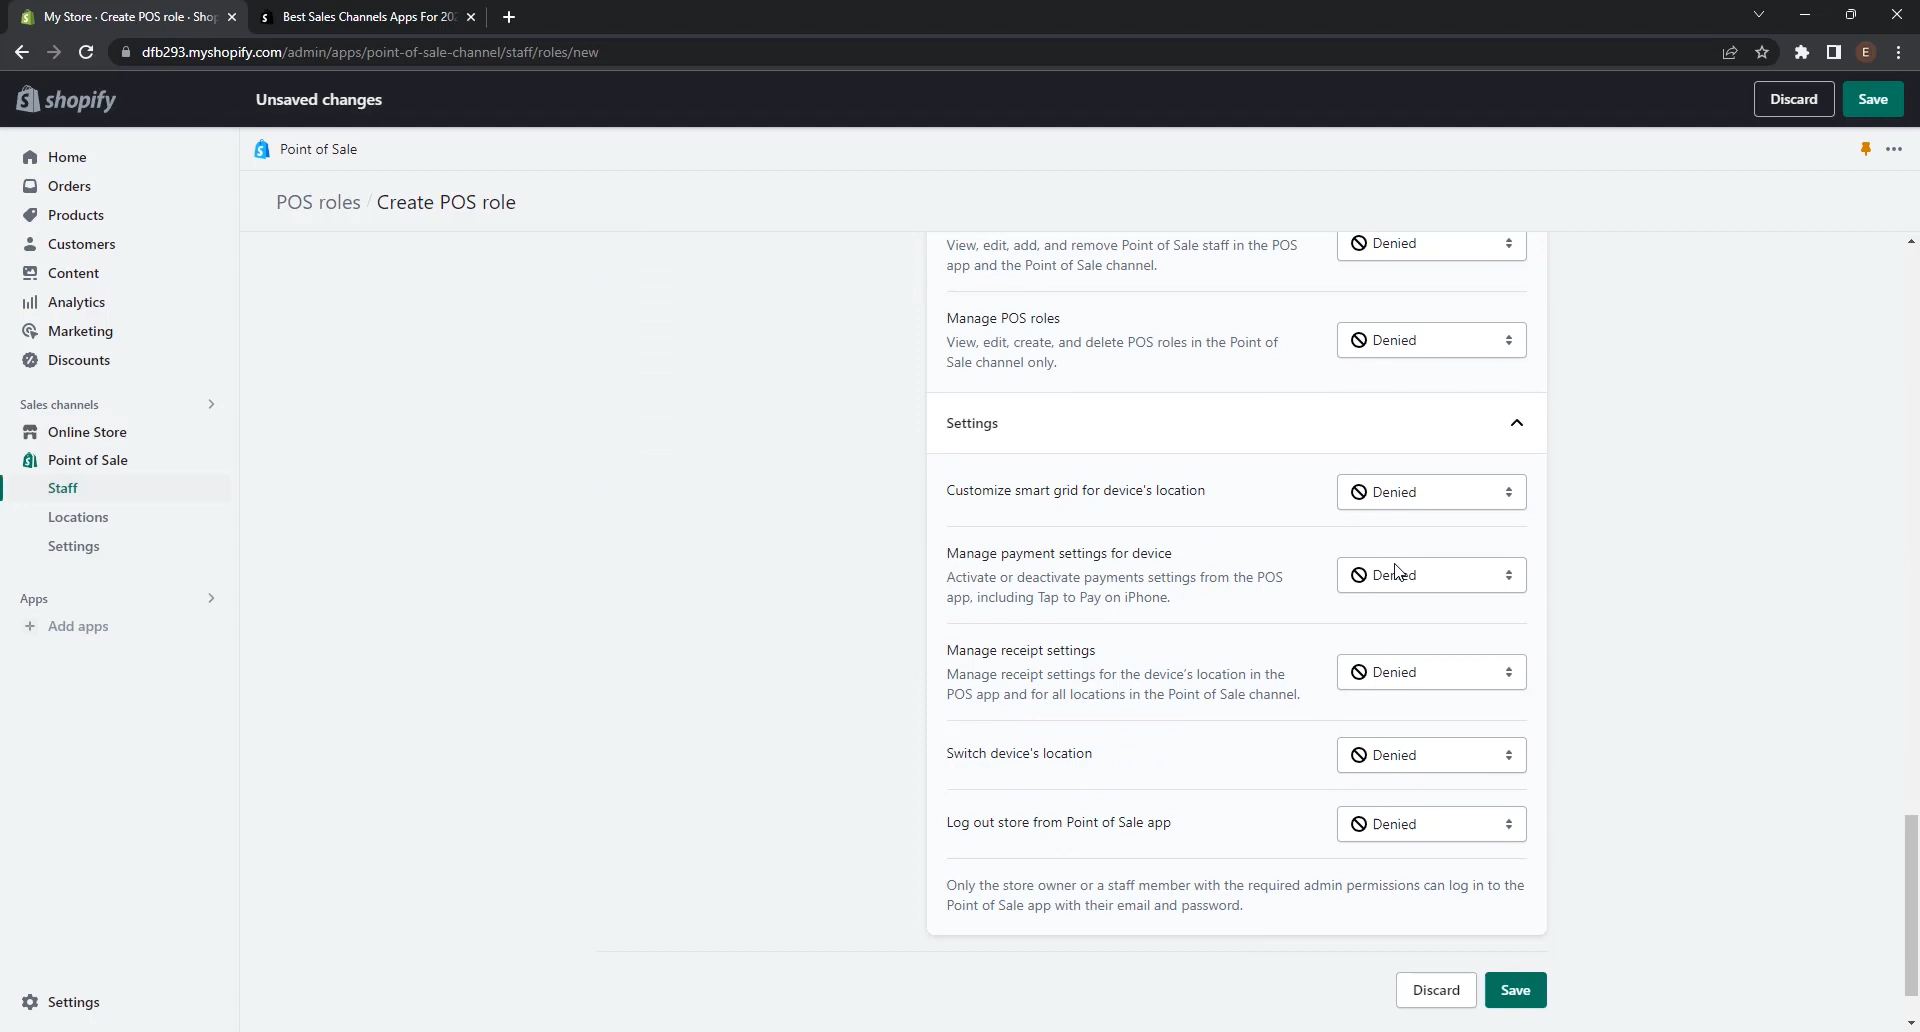 My Store · Create POS role · Shop
Best Sales Channels Apps For 202
dfb293.myshopify.com/admin/apps/point-of-sale-channel/staff/roles/new
E
shopify
Unsaved changes
Discard
Save
Home
Orders
Products
Customers
Content
Analytics
Marketing
Discounts
Sales channels
Online Store
Point of Sale
Staff
Locations
Settings
Apps
Add apps
Settings
Point of Sale
POS roles / Create POS role
View, edit, add, and remove Point of Sale staff in the POS
app and the Point of Sale channel.
Denied
Manage POS roles
View, edit, create, and delete POS roles in the Point of
Sale channel only.
Denied
Settings
Customize smart grid for device's location
Denied
Manage payment settings for device
Activate or deactivate payments settings from the POS
app, including Tap to Pay on iPhone.
Denied
Manage receipt settings
Manage receipt settings for the device's location in the
POS app and for all locations in the Point of Sale channel.
Denied
Switch device's location
Denied
Log out store from Point of Sale app
Denied
Only the store owner or a staff member with the required admin permissions can log in to the
Point of Sale app with their email and password.
Discard
Save